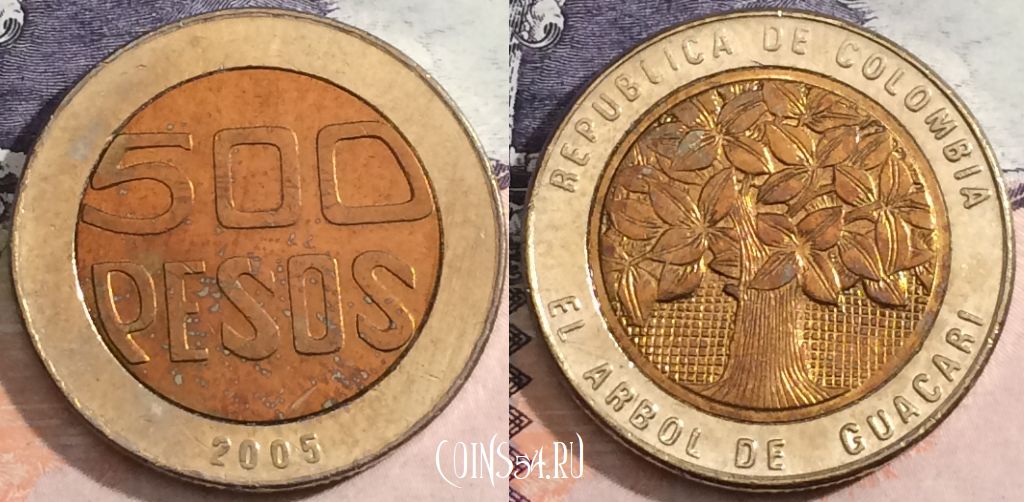 500
PESOS
2005
REPUBLICA DE COLOMBIA
EL ARBOL DE GUACARI
COINS54.RU